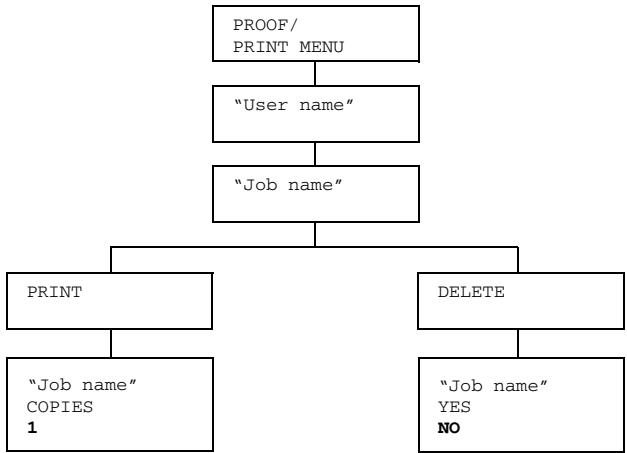 PROOF/
PRINT MENU
“User name”
“Job name”
PRINT
DELETE
“Job name”
COPIES
1
“Job name”
YES
NO